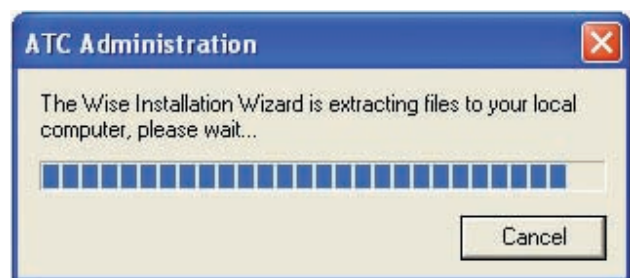 ATC Administration
The Wise Installation Wizard is extracting files to your local
computer, please wait...
Cancel